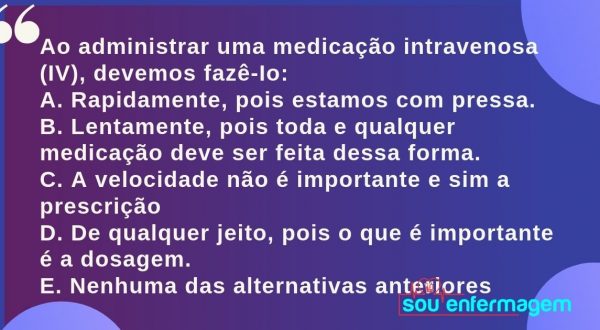 Ao administrar uma medicação intravenosa
(IV), devemos fazê-lo:
A. Rapidamente, pois estamos com pressa.
B. Lentamente, pois toda e qualquer
medicação deve ser feita dessa forma.
C. A velocidade não é importante e sim a
prescrição
D. De qualquer jeito, pois o que é importante
é a dosagem.
E. Nenhuma das alternativas anteriores
sou enfermagem